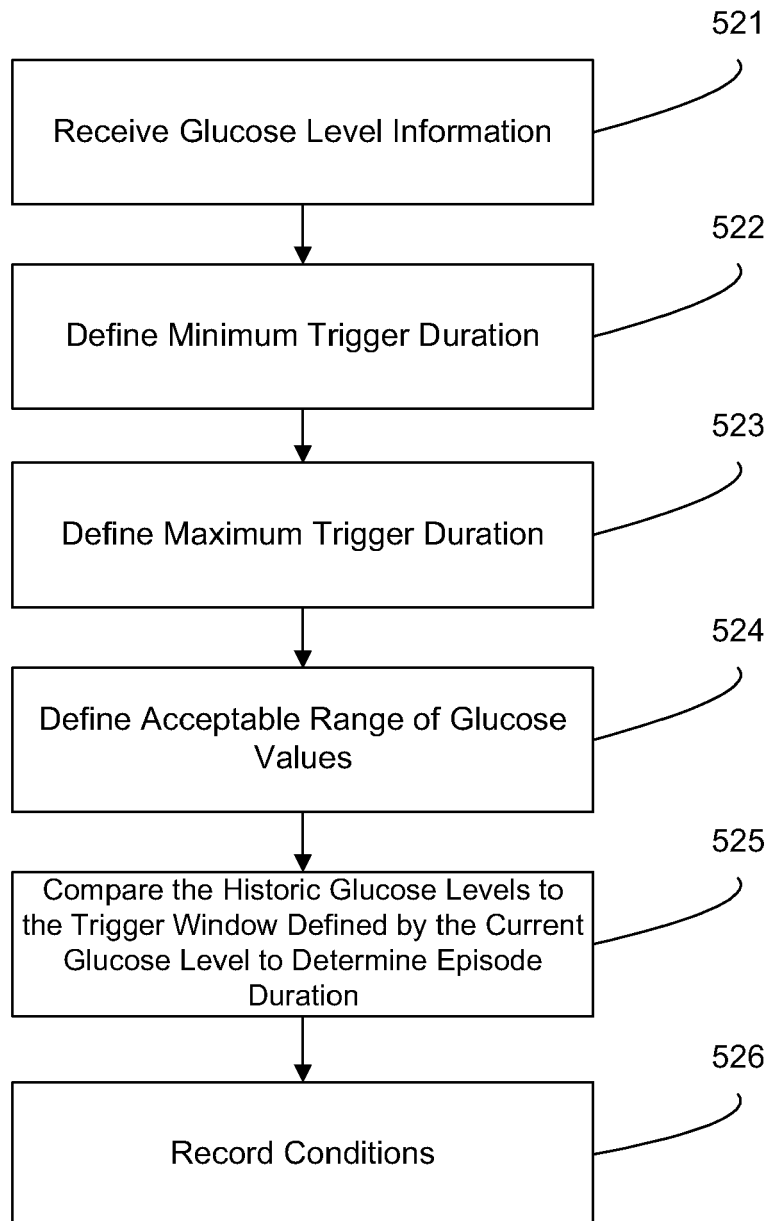 521
Receive Glucose Level Information
522
Define Minimum Trigger Duration
523
Define Maximum Trigger Duration
524
Define Acceptable Range of Glucose
Values
525
Compare the Historic Glucose Levels to
the Trigger Window Defined by the Current
Glucose Level to Determine Episode
Duration
526
Record Conditions